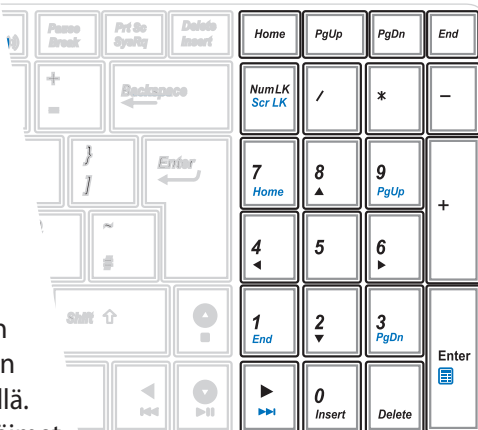 Pause Prt Sc Delete Home PgUp PgDn End
Break SysRq Insert
+ Backspace NumLK / * −
= Scr LK
} Enter 7 8 9 +
] Home PgUp
~ 4 5 6
#
Shift 1 2 3 Enter
End PgDn
0
Insert Delete
llä.